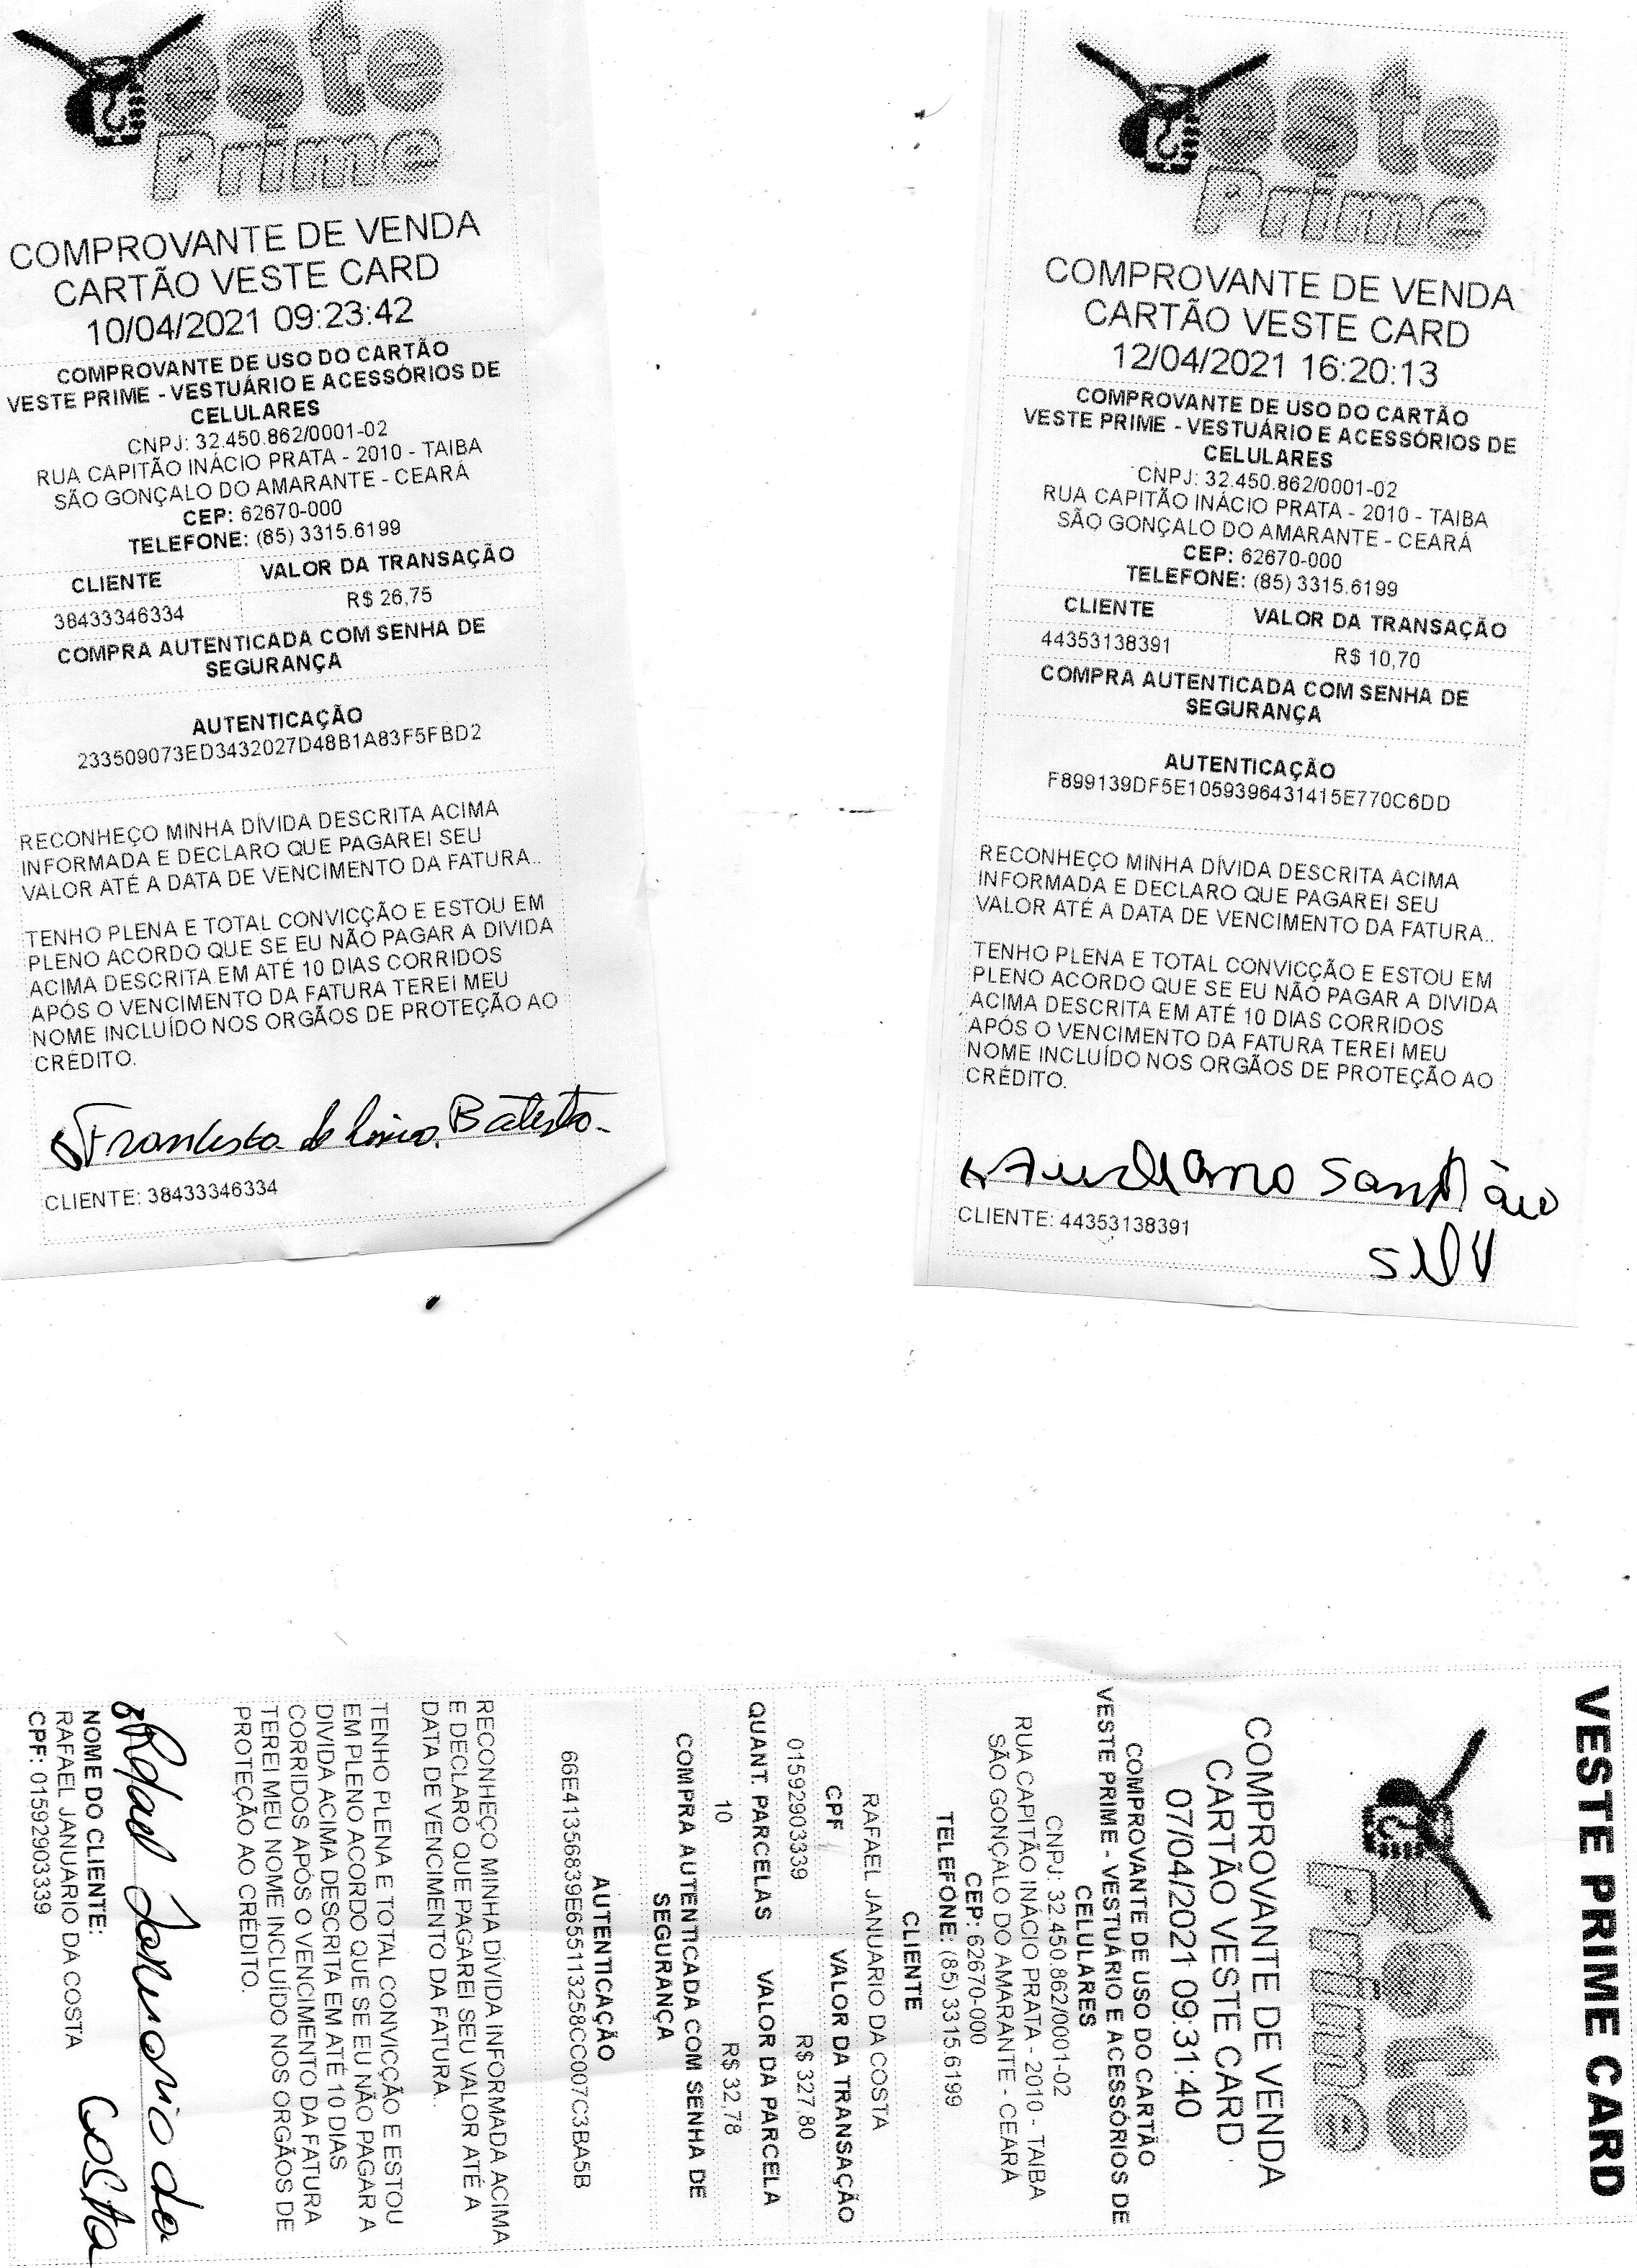 Veste
Prime
COMPROVANTE DE VENDA
CARTÃO VESTE CARD
10/04/2021 09:23:42
COMPROVANTE DE USO DO CARTÃO
VESTE PRIME - VESTUÁRIO E ACESSÓRIOS DE
CELULARES
CNPJ: 32.450.862/0001-02
RUA CAPITÃO INÁCIO PRATA - 2010 - TAIBA
SÃO GONÇALO DO AMARANTE - CEARÁ
CEP: 62670-000
TELEFONE: (85) 3315.6199
CLIENTE VALOR DA TRANSAÇÃO
38433346334 R$ 26,75
COMPRA AUTENTICADA COM SENHA DE
SEGURANÇA
AUTENTICAÇÃO
233509073ED3432027D48B1A83F5FBD2
RECONHEÇO MINHA DÍVIDA DESCRITA ACIMA
INFORMADA E DECLARO QUE PAGAREI SEU
VALOR ATÉ A DATA DE VENCIMENTO DA FATURA..
TENHO PLENA E TOTAL CONVICÇÃO E ESTOU EM
PLENO ACORDO QUE SE EU NÃO PAGAR A DIVIDA
ACIMA DESCRITA EM ATÉ 10 DIAS CORRIDOS
APÓS O VENCIMENTO DA FATURA TEREI MEU
NOME INCLUÍDO NOS ORGÃOS DE PROTEÇÃO AO
CRÉDITO.
de Batista
CLIENTE: 38433346334
Veste
Prime
COMPROVANTE DE VENDA
CARTÃO VESTE CARD
12/04/2021 16:20:13
COMPROVANTE DE USO DO CARTÃO
VESTE PRIME - VESTUÁRIO E ACESSÓRIOS DE
CELULARES
CNPJ: 32.450.862/0001-02
RUA CAPITÃO INÁCIO PRATA - 2010 - TAIBA
SÃO GONÇALO DO AMARANTE - CEARÁ
CEP: 62670-000
TELEFONE: (85) 3315.6199
CLIENTE VALOR DA TRANSAÇÃO
44353138391 R$ 10,70
COMPRA AUTENTICADA COM SENHA DE
SEGURANÇA
AUTENTICAÇÃO
F899139DF5E1059396431415E770C6DD
RECONHEÇO MINHA DÍVIDA DESCRITA ACIMA
INFORMADA E DECLARO QUE PAGAREI SEU
VALOR ATÉ A DATA DE VENCIMENTO DA FATURA..
TENHO PLENA E TOTAL CONVICÇÃO E ESTOU EM
PLENO ACORDO QUE SE EU NÃO PAGAR A DIVIDA
ACIMA DESCRITA EM ATÉ 10 DIAS CORRIDOS
APÓS O VENCIMENTO DA FATURA TEREI MEU
NOME INCLUÍDO NOS ORGÃOS DE PROTEÇÃO AO
CRÉDITO.
CLIENTE: 44353138391
VESTE PRIME CARD
Veste
Prime
COMPROVANTE DE VENDA
CARTÃO VESTE CARD
07/04/2021 09:31:40
COMPROVANTE DE USO DO CARTÃO
VESTE PRIME - VESTUÁRIO E ACESSÓRIOS DE
CELULARES
CNPJ: 32.450.862/0001-02
RUA CAPITÃO INÁCIO PRATA - 2010 - TAIBA
SÃO GONÇALO DO AMARANTE - CEARÁ
CEP: 62670-000
TELEFONE: (85) 3315.6199
CLIENTE
RAFAEL JANUARIO DA COSTA
CPF VALOR DA TRANSAÇÃO
01592903339 R$ 327,80
QUANT. PARCELAS VALOR DA PARCELA
10 R$ 32,78
COMPRA AUTENTICADA COM SENHA DE
SEGURANÇA
AUTENTICAÇÃO
66E41356839E655113258CC007C3BA5B
RECONHEÇO MINHA DÍVIDA INFORMADA ACIMA
E DECLARO QUE PAGAREI SEU VALOR ATÉ A
DATA DE VENCIMENTO DA FATURA..
TENHO PLENA E TOTAL CONVICÇÃO E ESTOU
EM PLENO ACORDO QUE SE EU NÃO PAGAR A
DIVIDA ACIMA DESCRITA EM ATÉ 10 DIAS
CORRIDOS APÓS O VENCIMENTO DA FATURA
TEREI MEU NOME INCLUÍDO NOS ORGÃOS DE
PROTEÇÃO AO CRÉDITO.
Rafael Januario da
Costa
NOME DO CLIENTE:
RAFAEL JANUARIO DA COSTA
CPF: 01592903339